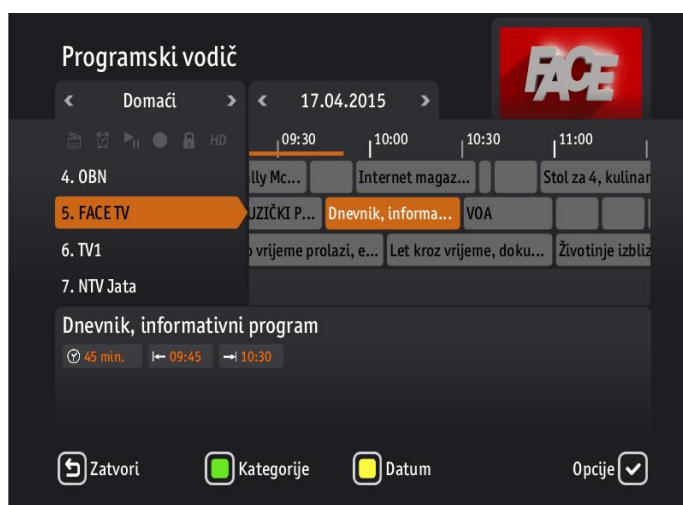 Programski vodič
FACE
Domaći
17.04.2015
HD
09:30 10:00 10:30 11:00
4. OBN lly Mc... Internet magaz... Stol za 4, kulinar
5. FACE TV UZIČKI P... Dnevnik, informa... VOA
6. TV1 o vrijeme prolazi, e... Let kroz vrijeme, doku... Životinje izbliz
7. NTV Jata
Dnevnik, informativni program
45 min. 09:45 10:30
Zatvori Kategorije Datum Opcije